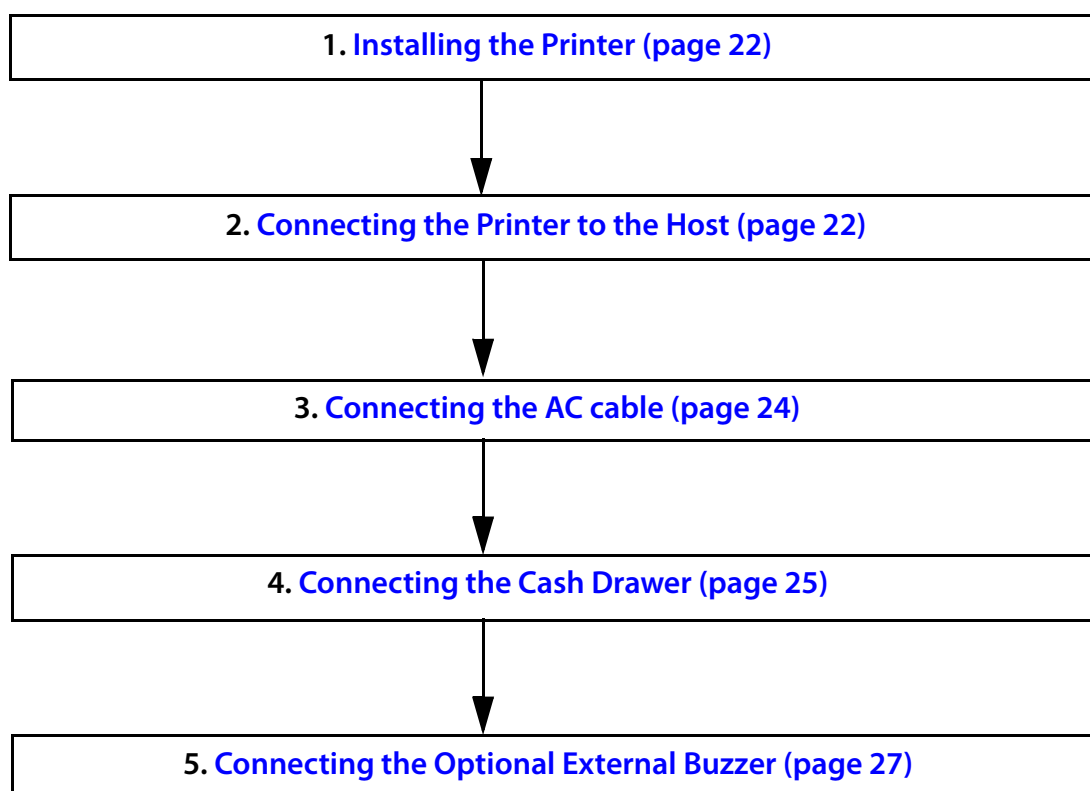 1. Installing the Printer (page 22)
2. Connecting the Printer to the Host (page 22)
3. Connecting the AC cable (page 24)
4. Connecting the Cash Drawer (page 25)
5. Connecting the Optional External Buzzer (page 27)